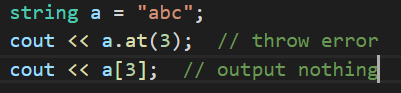 string a = "abc";
cout << a.at(3);  // throw error
cout << a[3];  // output nothing